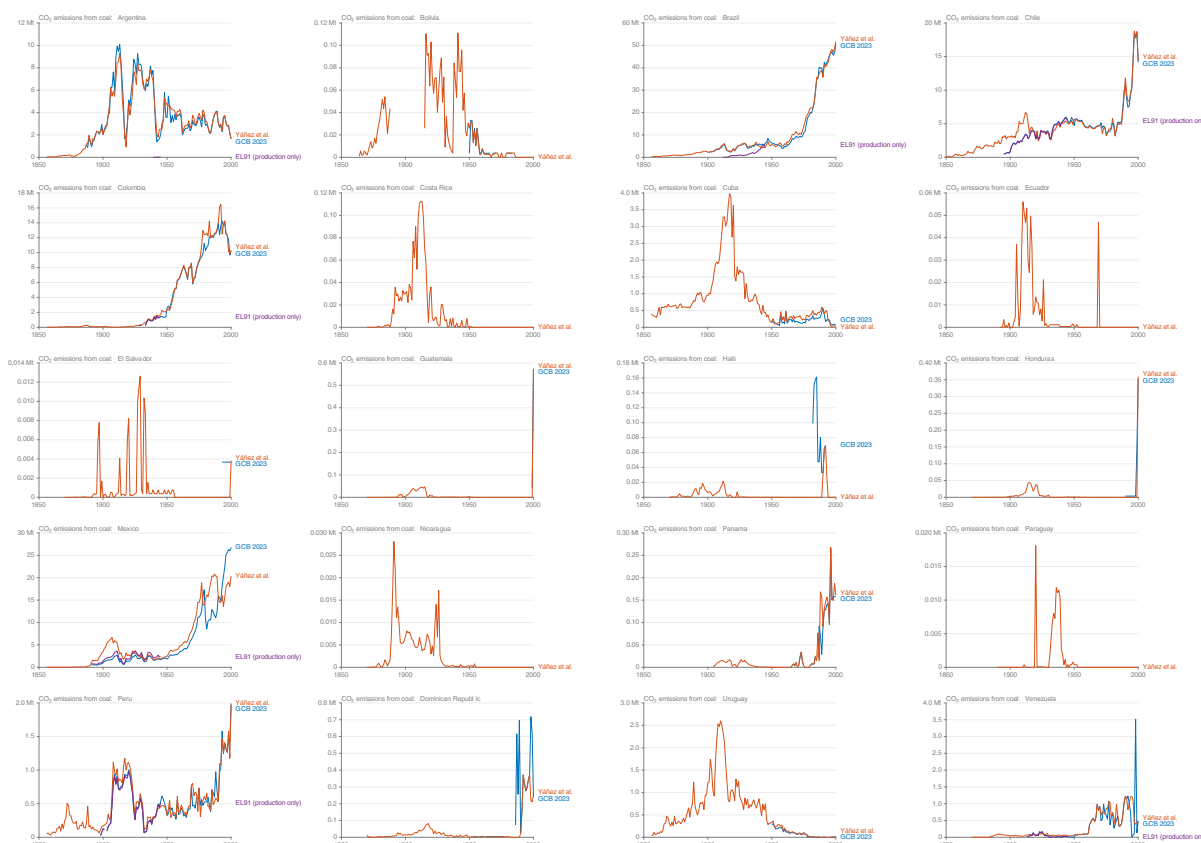 CO₂ emissions from coal: Argentina
12 Mt
10
8
6
4
2
0
1850
1900
1950
2000
Yáñez et al.
GCB 2023
EL91 (production only)
CO₂ emissions from coal: Bolivia
0.12 Mt
0.10
0.08
0.06
0.04
0.02
0
1850
1900
1950
2000
Yáñez et al.
CO₂ emissions from coal: Brazil
60 Mt
50
40
30
20
10
0
1850
1900
1950
2000
Yáñez et al.
GCB 2023
EL91 (production only)
CO₂ emissions from coal: Chile
20 Mt
15
10
5
0
1850
1900
1950
2000
Yáñez et al.
GCB 2023
EL91 (production on
CO₂ emissions from coal: Colombia
18 Mt
16
14
12
10
8
6
4
2
0
1850
1900
1950
2000
Yáñez et al.
GCB 2023
EL91 (production only)
CO₂ emissions from coal: Costa Rica
0.12 Mt
0.10
0.08
0.06
0.04
0.02
0
1850
1900
1950
2000
Yáñez et al.
CO₂ emissions from coal: Cuba
4.0 Mt
3.5
3.0
2.5
2.0
1.5
1.0
0.5
0
1850
1900
1950
2000
GCB 2023
Yáñez et al.
CO₂ emissions from coal: Ecuador
0.06 Mt
0.05
0.04
0.03
0.02
0.01
0
1850
1900
1950
2000
Yáñez et al.
CO₂ emissions from coal: El Salvador
0.014 Mt
0.012
0.010
0.008
0.006
0.004
0.002
0
1850
1900
1950
2000
Yáñez et al.
GCB 2023
CO₂ emissions from coal: Guatemala
0.6 Mt
0.5
0.4
0.3
0.2
0.1
0
1850
1900
1950
2000
Yáñez et al.
GCB 2023
CO₂ emissions from coal: Haiti
0.18 Mt
0.16
0.14
0.12
0.10
0.08
0.06
0.04
0.02
0
1850
1900
1950
2000
GCB 2023
Yáñez et al.
CO₂ emissions from coal: Honduras
0.40 Mt
0.35
0.30
0.25
0.20
0.15
0.10
0.05
0
1850
1900
1950
2000
Yáñez et al.
GCB 2023
CO₂ emissions from coal: Mexico
30 Mt
25
20
15
10
5
0
1850
1900
1950
2000
GCB 2023
Yáñez et al.
EL91 (production only)
CO₂ emissions from coal: Nicaragua
0.030 Mt
0.025
0.020
0.015
0.010
0.005
0
1850
1900
1950
2000
Yáñez et al.
CO₂ emissions from coal: Panama
0.30 Mt
0.25
0.20
0.15
0.10
0.05
0
1850
1900
1950
2000
Yáñez et al.
GCB 2023
CO₂ emissions from coal: Paraguay
0.020 Mt
0.015
0.010
0.005
0
1850
1900
1950
2000
Yáñez et al.
CO₂ emissions from coal: Peru
2.0 Mt
1.5
1.0
0.5
0
1850
1900
1950
2000
Yáñez et al.
GCB 2023
EL91 (production only)
CO₂ emissions from coal: Dominican Republic
0.8 Mt
0.7
0.6
0.5
0.4
0.3
0.2
0.1
0
1850
1900
1950
2000
Yáñez et al.
GCB 2023
CO₂ emissions from coal: Uruguay
3.0 Mt
2.5
2.0
1.5
1.0
0.5
0
1850
1900
1950
2000
Yáñez et al.
GCB 2023
CO₂ emissions from coal: Venezuela
4.0 Mt
3.5
3.0
2.5
2.0
1.5
1.0
0.5
0
1850
1900
1950
2000
Yáñez et al.
GCB 2023
EL91 (production on